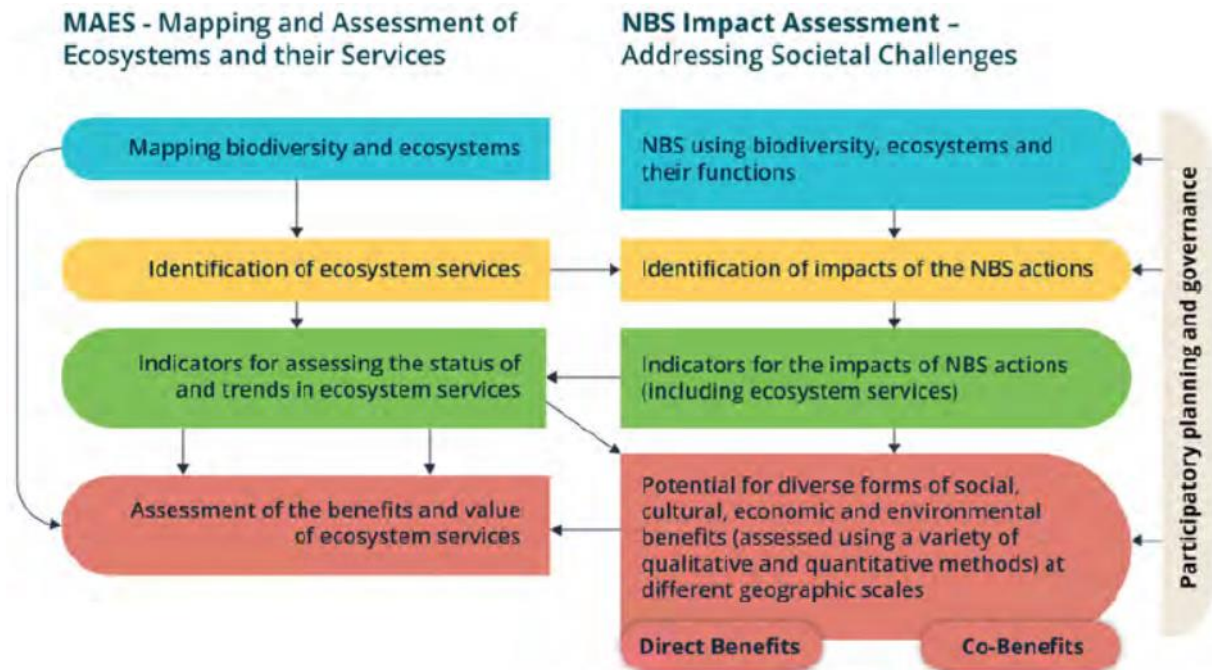 MAES - Mapping and Assessment of
Ecosystems and their Services
NBS Impact Assessment –
Addressing Societal Challenges
Mapping biodiversity and ecosystems
NBS using biodiversity, ecosystems and
their functions
Identification of ecosystem services
Identification of impacts of the NBS actions
Indicators for assessing the status of
and trends in ecosystem services
Indicators for the impacts of NBS actions
(including ecosystem services)
Assessment of the benefits and value
of ecosystem services
Potential for diverse forms of social,
cultural, economic and environmental
benefits (assessed using a variety of
qualitative and quantitative methods) at
different geographic scales
Direct Benefits
Co-Benefits
Participatory planning and governance